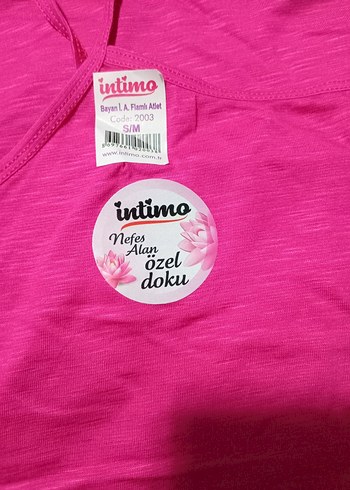 intimo
Bayan İ. A. Flamlı Atlet
Code: 2003
S/M
www.intimo.com.tr
intimo
Nefes
Alan
özel
doku